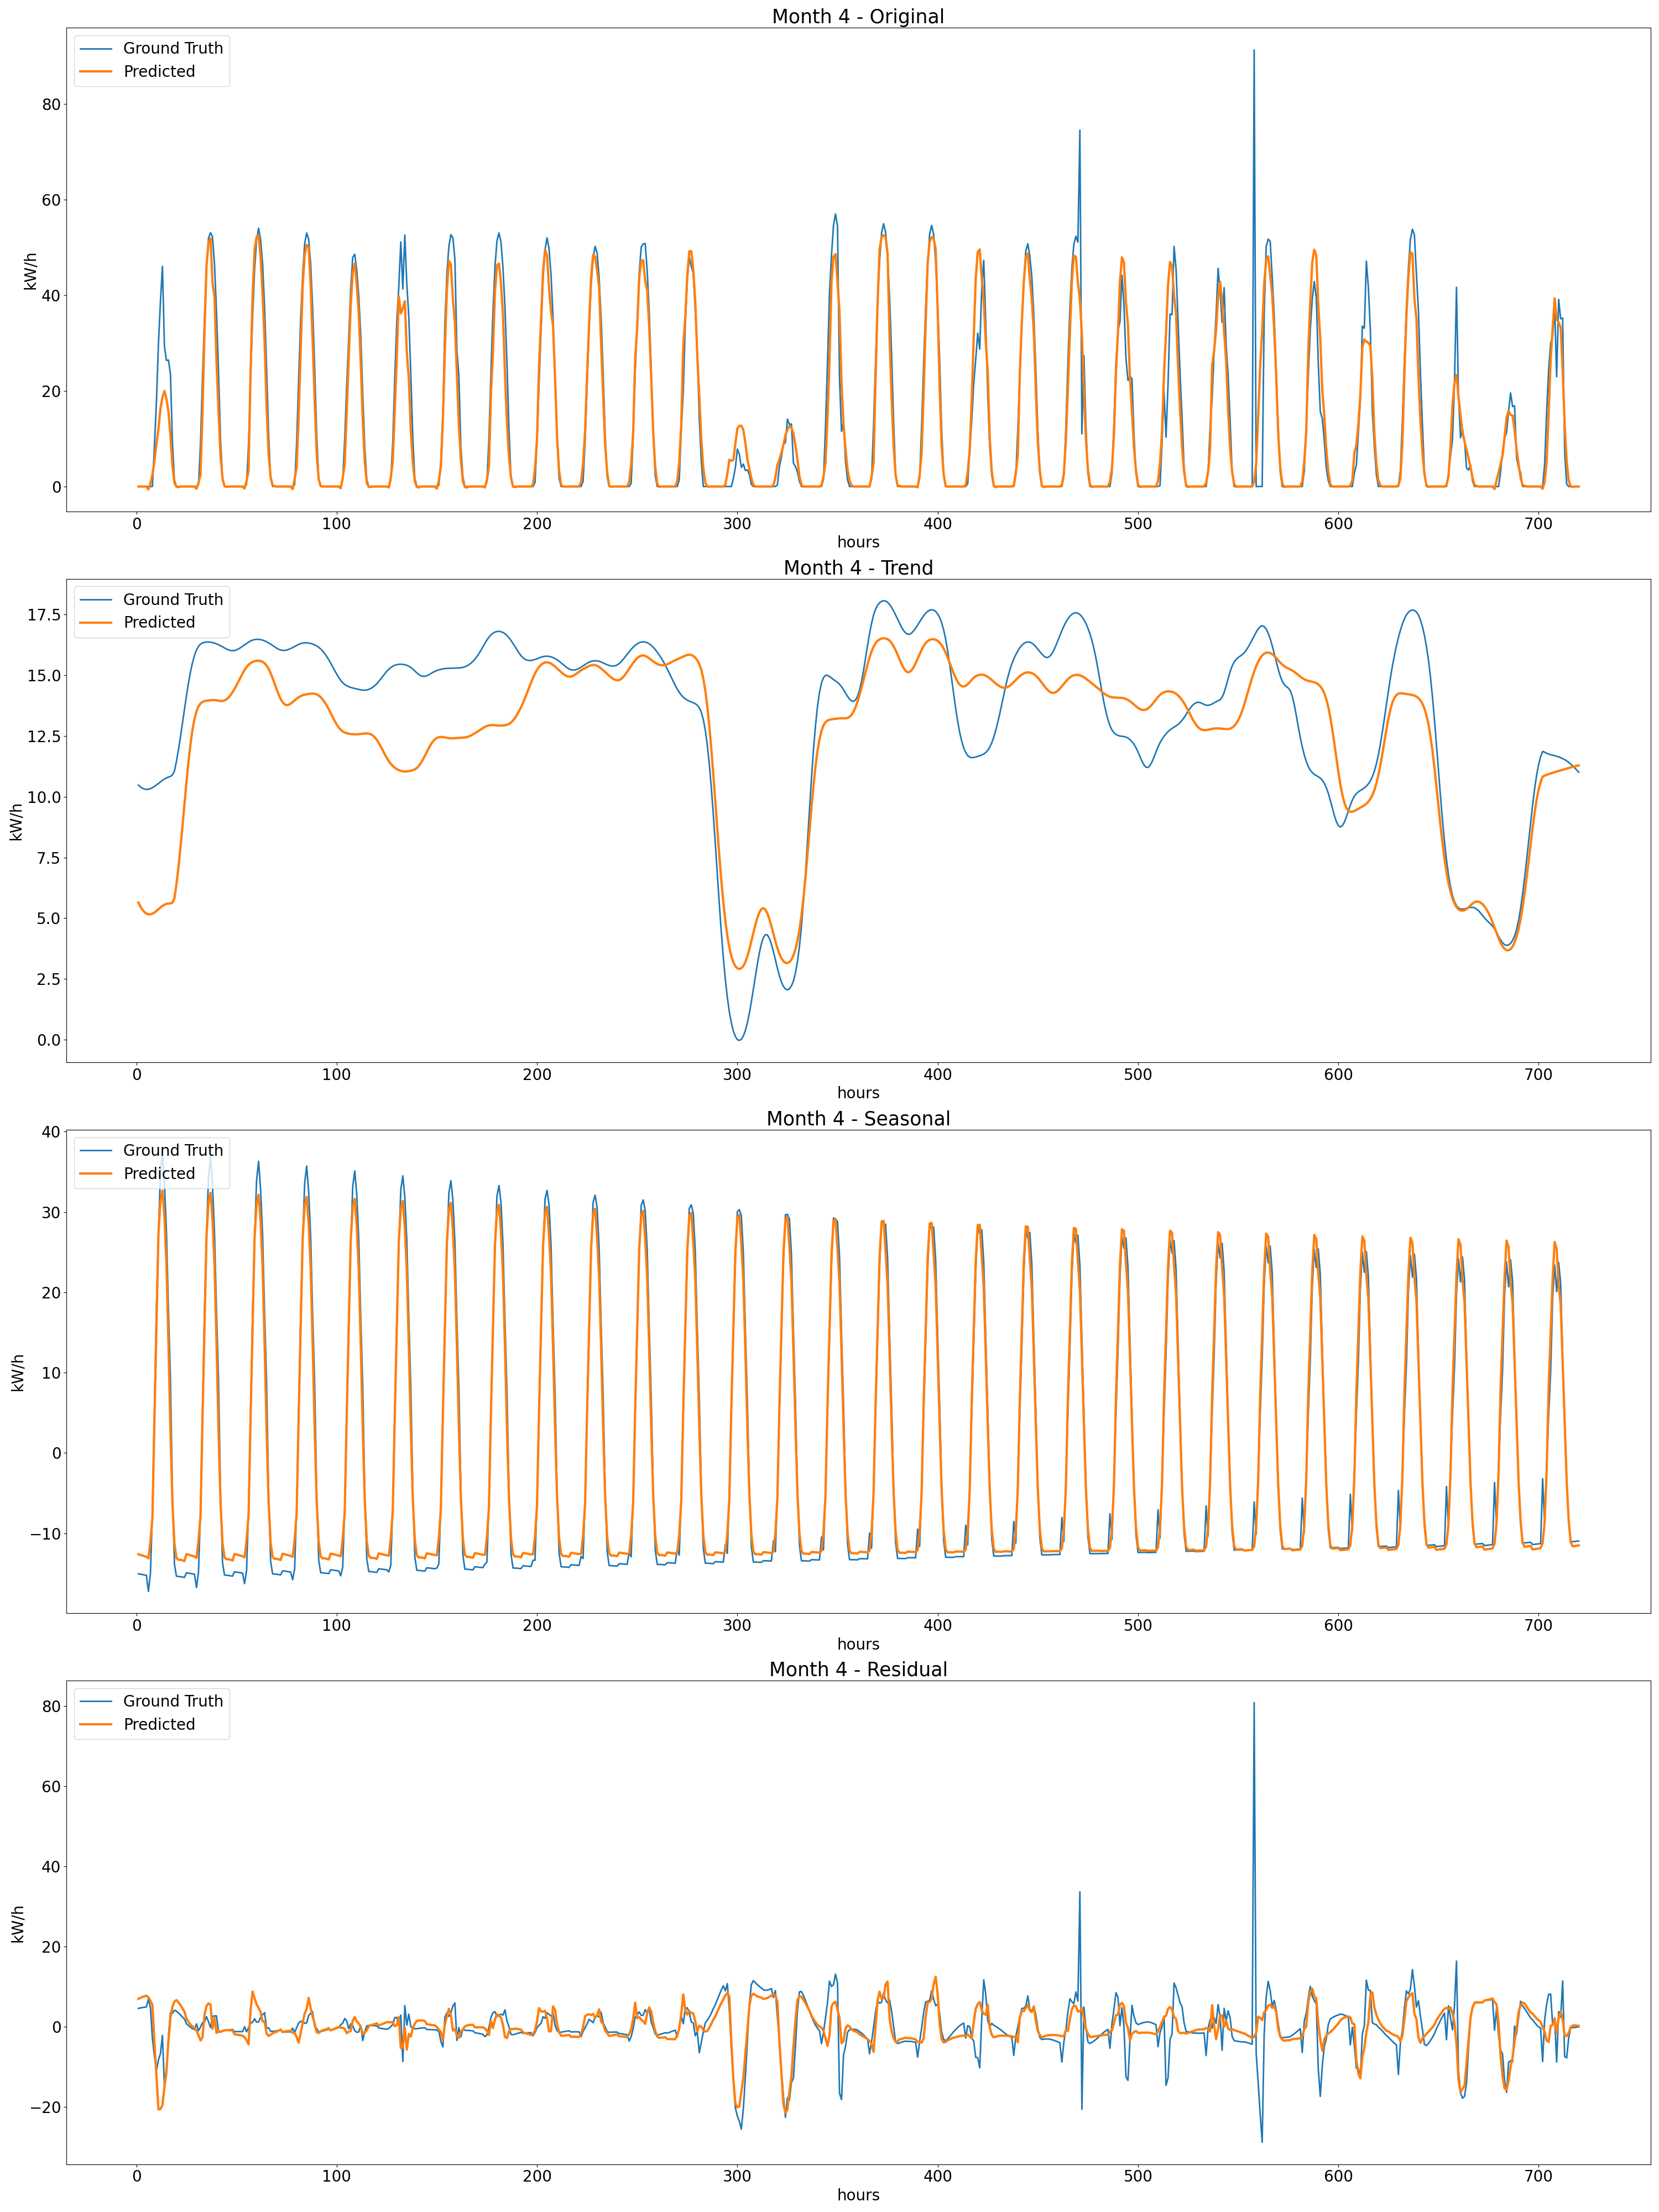 Month 4 - Original
Ground Truth
Predicted
80
60
40
20
0
kW/h
0 100 200 300 400 500 600 700
hours
Month 4 - Trend
Ground Truth
Predicted
17.5
15.0
12.5
10.0
7.5
5.0
2.5
0.0
kW/h
0 100 200 300 400 500 600 700
hours
Month 4 - Seasonal
Ground Truth
Predicted
40
30
20
10
0
−10
kW/h
0 100 200 300 400 500 600 700
hours
Month 4 - Residual
Ground Truth
Predicted
80
60
40
20
0
−20
kW/h
0 100 200 300 400 500 600 700
hours